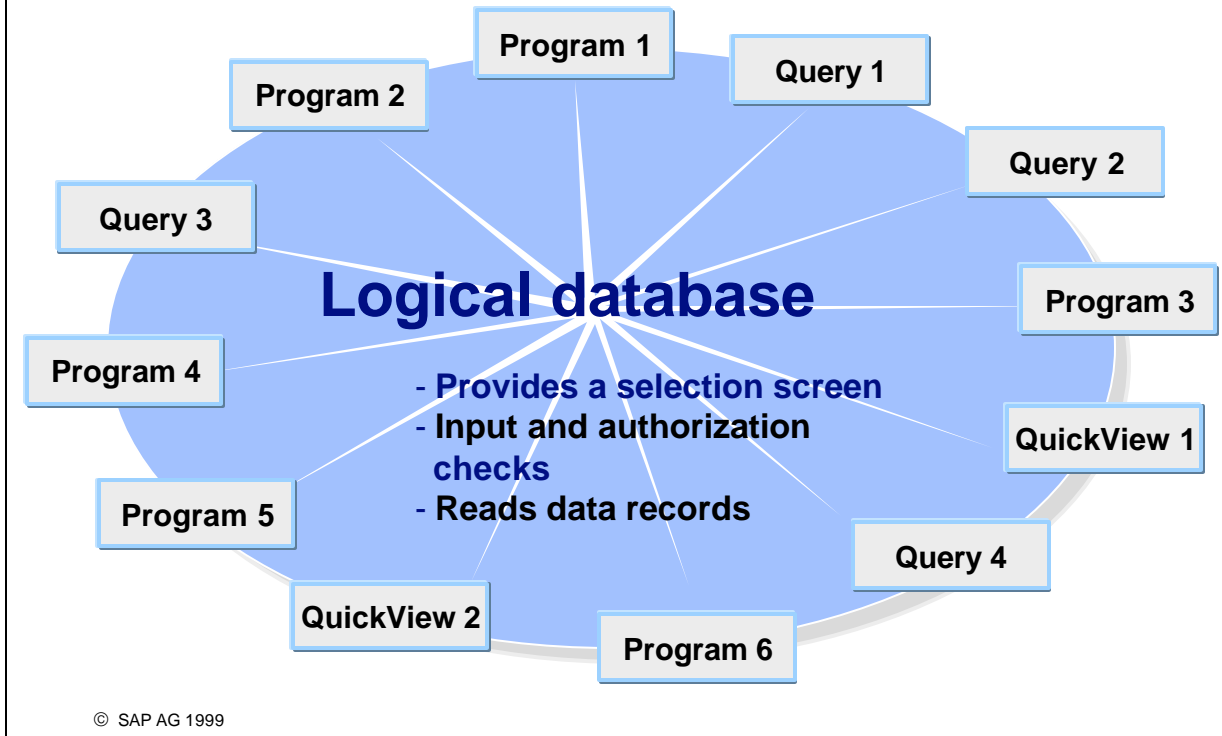 Program 1
Query 1
Program 2
Query 2
Query 3
Logical database
Program 3
Program 4
- Provides a selection screen
- Input and authorization
checks
- Reads data records
QuickView 1
Program 5
Query 4
QuickView 2
Program 6
© SAP AG 1999